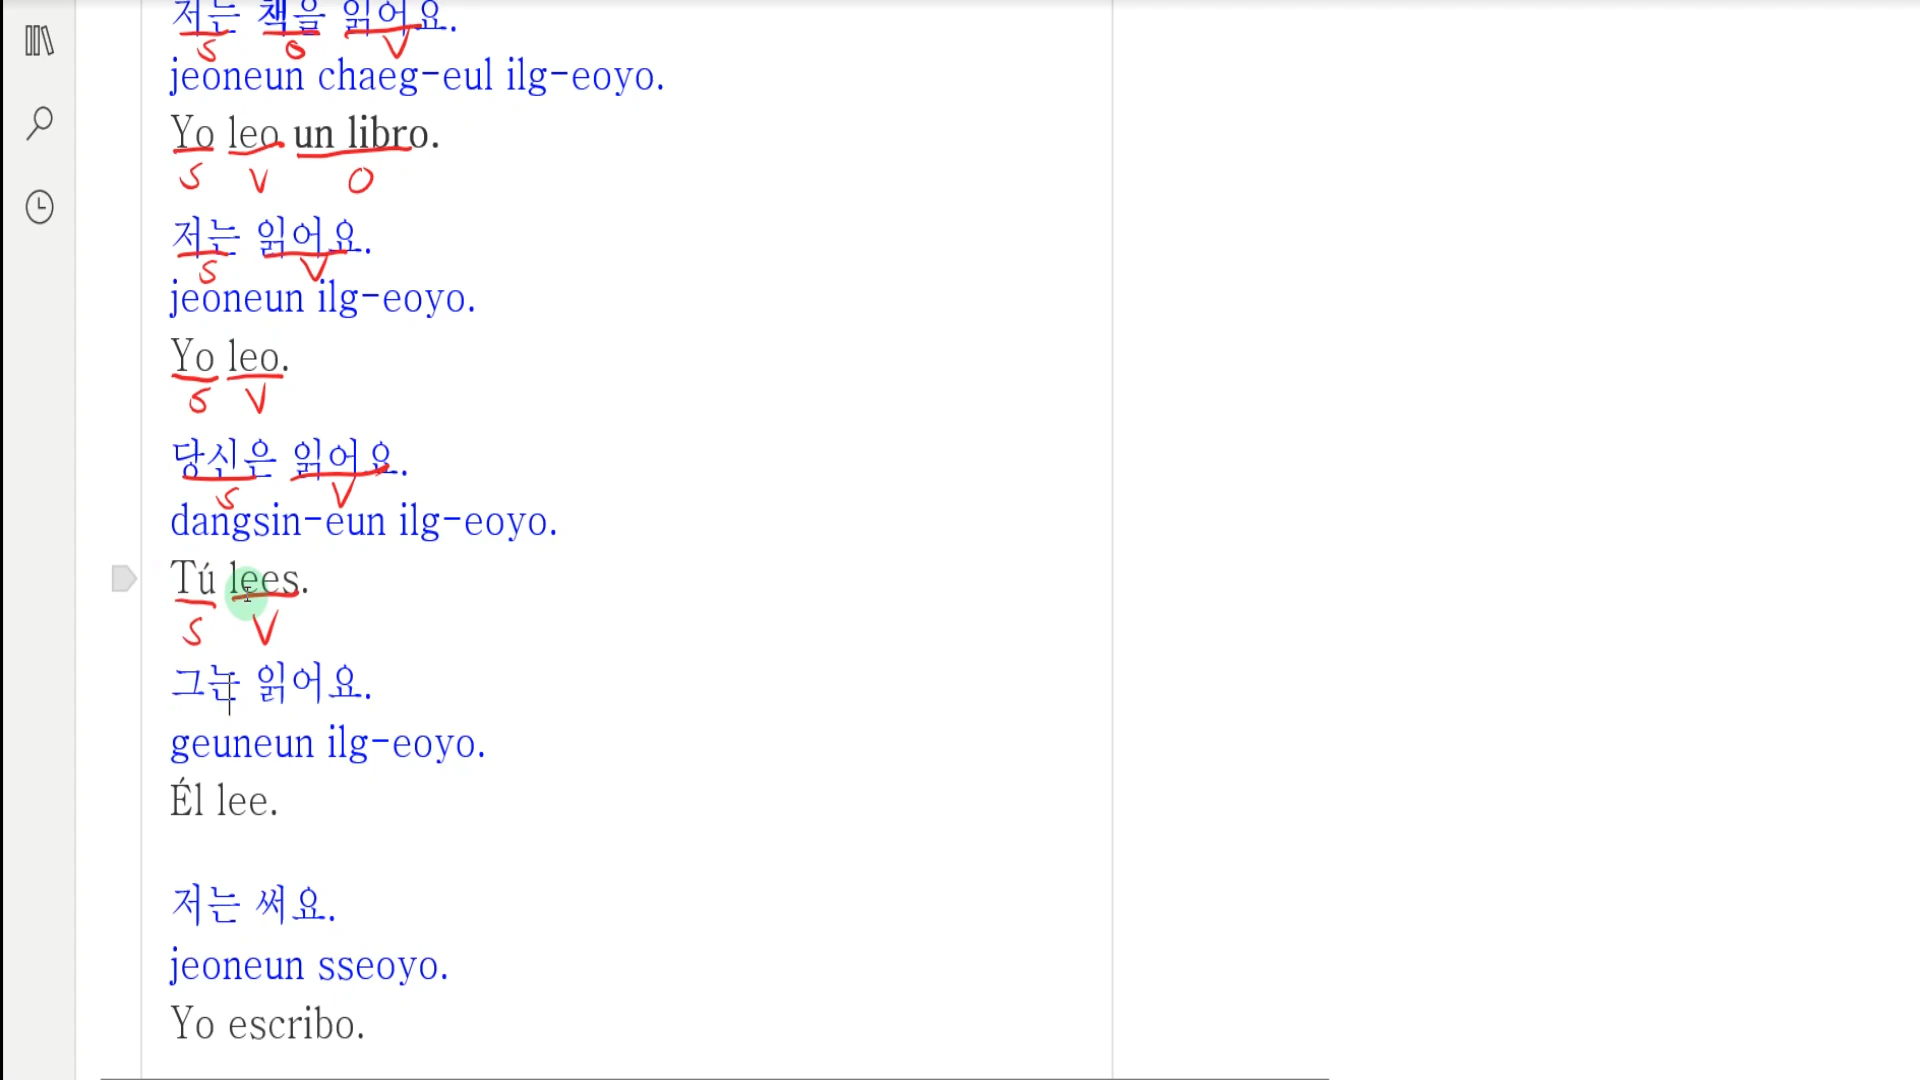 저는 책을 읽어요.
S O V
jeoneun chaeg-eul ilg-eoyo.
Yo leo un libro.
S V O
저는 읽어요.
S V
jeoneun ilg-eoyo.
Yo leo.
S V
당신은 읽어요.
S V
dangsin-eun ilg-eoyo.
Tú lees.
S V
그는 읽어요.
geuneun ilg-eoyo.
Él lee.
저는 써요.
jeoneun sseoyo.
Yo escribo.